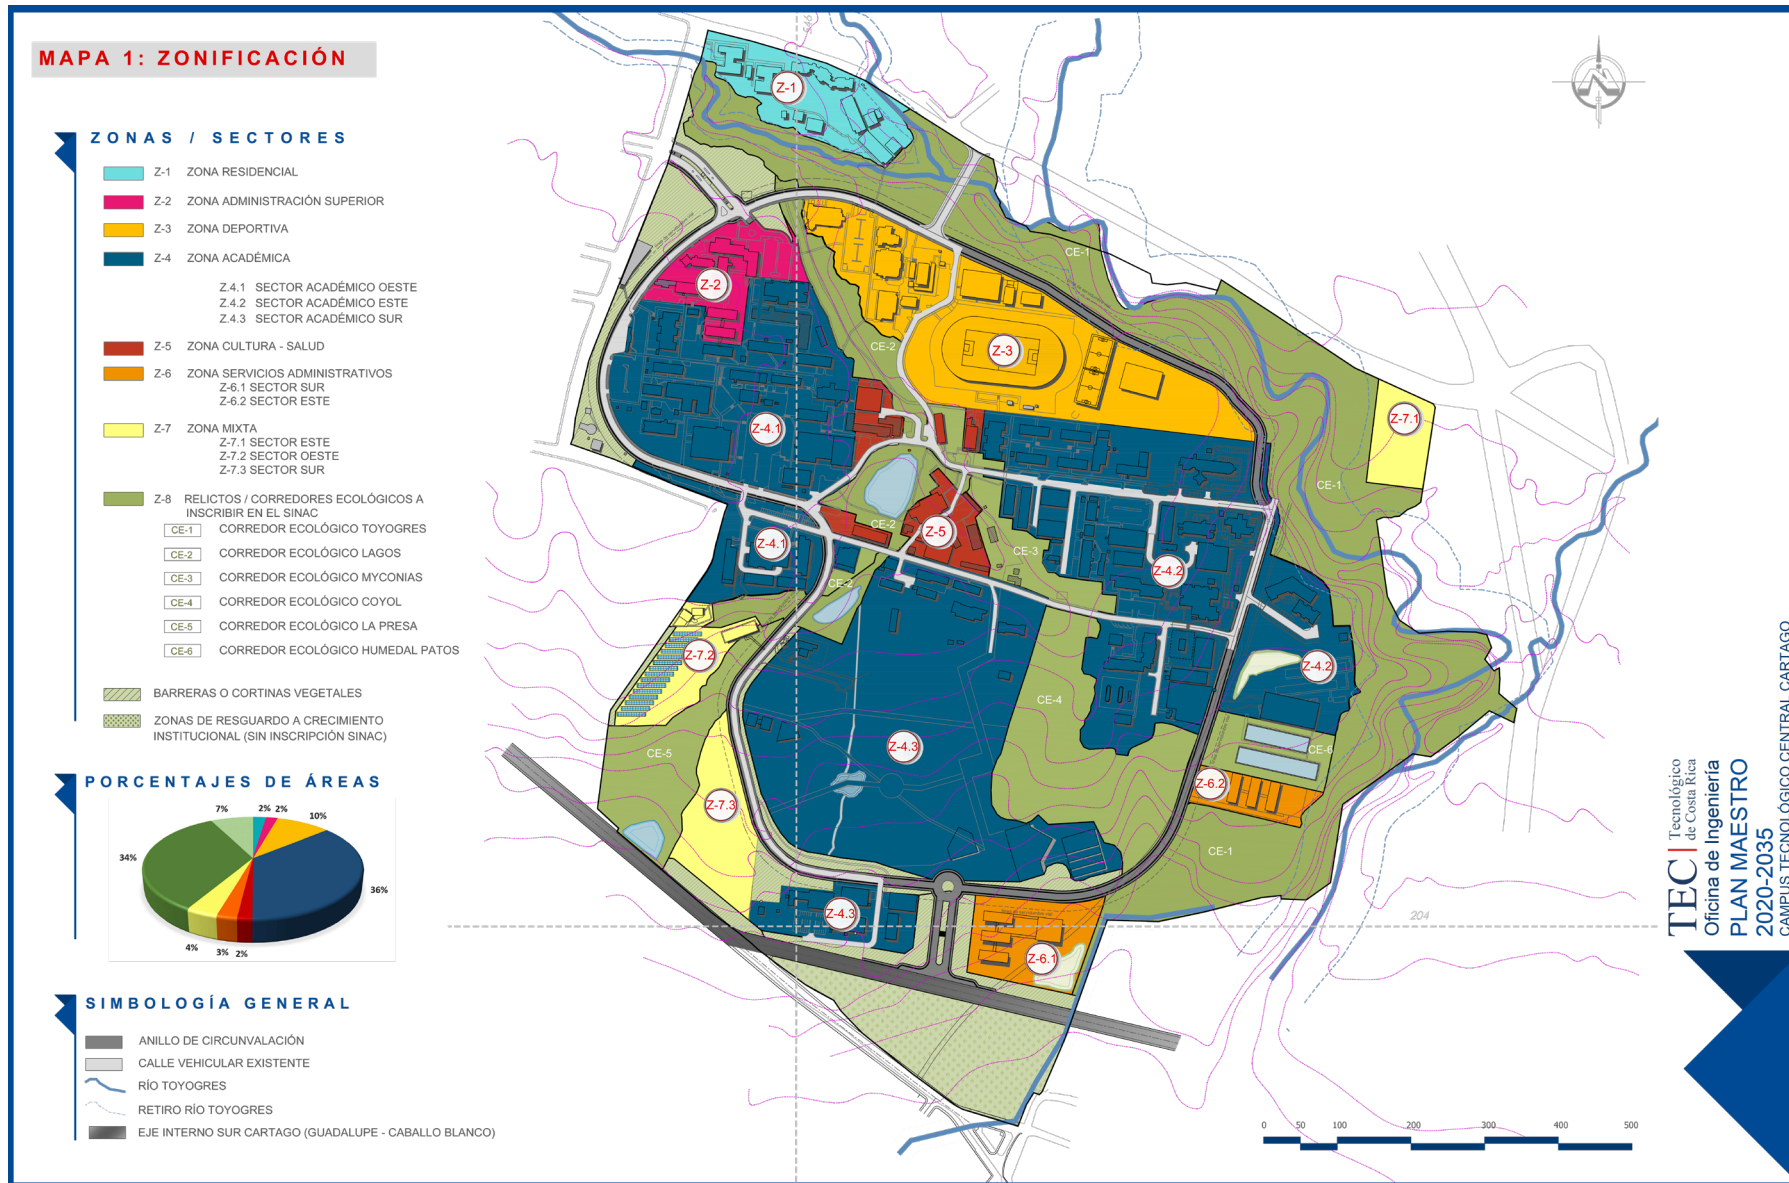 MAPA 1: ZONIFICACIÓN
ZONAS / SECTORES
Z-1 ZONA RESIDENCIAL
Z-2 ZONA ADMINISTRACIÓN SUPERIOR
Z-3 ZONA DEPORTIVA
Z-4 ZONA ACADÉMICA
Z.4.1 SECTOR ACADÉMICO OESTE
Z.4.2 SECTOR ACADÉMICO ESTE
Z.4.3 SECTOR ACADÉMICO SUR
Z-5 ZONA CULTURA - SALUD
Z-6 ZONA SERVICIOS ADMINISTRATIVOS
Z-6.1 SECTOR SUR
Z-6.2 SECTOR ESTE
Z-7 ZONA MIXTA
Z-7.1 SECTOR ESTE
Z-7.2 SECTOR OESTE
Z-7.3 SECTOR SUR
Z-8 RELICTOS / CORREDORES ECOLÓGICOS A
INSCRIBIR EN EL SINAC
CE-1 CORREDOR ECOLÓGICO TOYOGRES
CE-2 CORREDOR ECOLÓGICO LAGOS
CE-3 CORREDOR ECOLÓGICO MYCONIAS
CE-4 CORREDOR ECOLÓGICO COYOL
CE-5 CORREDOR ECOLÓGICO LA PRESA
CE-6 CORREDOR ECOLÓGICO HUMEDAL PATOS
BARRERAS O CORTINAS VEGETALES
ZONAS DE RESGUARDO A CRECIMIENTO
INSTITUCIONAL (SIN INSCRIPCIÓN SINAC)
PORCENTAJES DE ÁREAS
7%
2%
2%
10%
34%
36%
4%
3%
2%
SIMBOLOGÍA GENERAL
ANILLO DE CIRCUNVALACIÓN
CALLE VEHICULAR EXISTENTE
RÍO TOYOGRES
RETIRO RÍO TOYOGRES
EJE INTERNO SUR CARTAGO (GUADALUPE - CABALLO BLANCO)
546
Z-1
CE-1
Z-2
CE-2
Z-3
Z-7.1
Z-4.1
CE-1
CE-2
Z-5
Z-4.1
CE-3
Z-4.2
CE-2
Z-7.2
Z-4.2
CE-4
CE-5
Z-4.3
CE-6
Z-6.2
Z-7.3
CE-1
Z-4.3
204
Z-6.1
0 50 100 200 300 400 500
TEC
Tecnológico
de Costa Rica
Oficina de Ingeniería
PLAN MAESTRO
2020-2035
CAMPUS TECNOLÓGICO CENTRAL CARTAGO